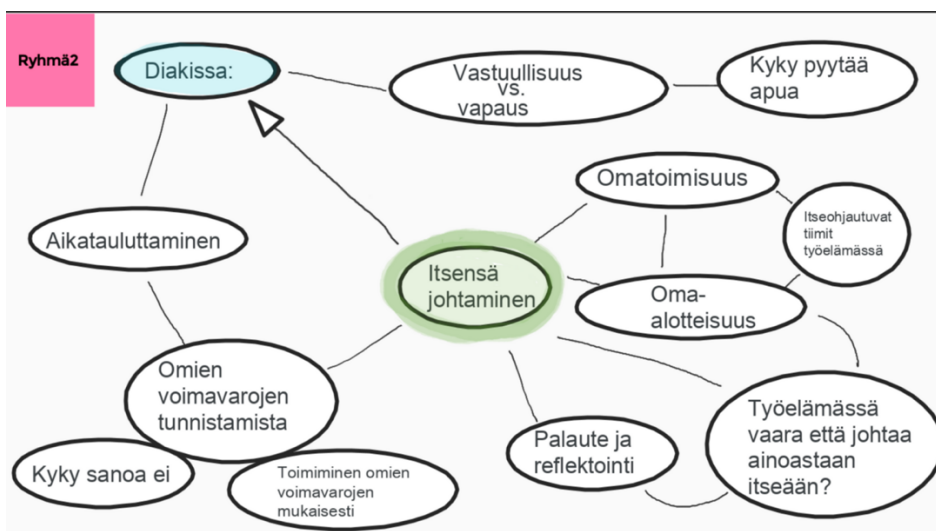 Ryhmä2
Diakissa:
Vastuullisuus
vs.
vapaus
Kyky pyytää
apua
Omatoimisuus
Itseohjautuvat
tiimit
työelämässä
Aikatauluttaminen
Itsensä
johtaminen
Oma-
alotteisuus
Omien
voimavarojen
tunnistamista
Työelämässä
vaara että johtaa
ainoastaan
itseään?
Palaute ja
reflektointi
Kyky sanoa ei
Toimiminen omien
voimavarojen
mukaisesti